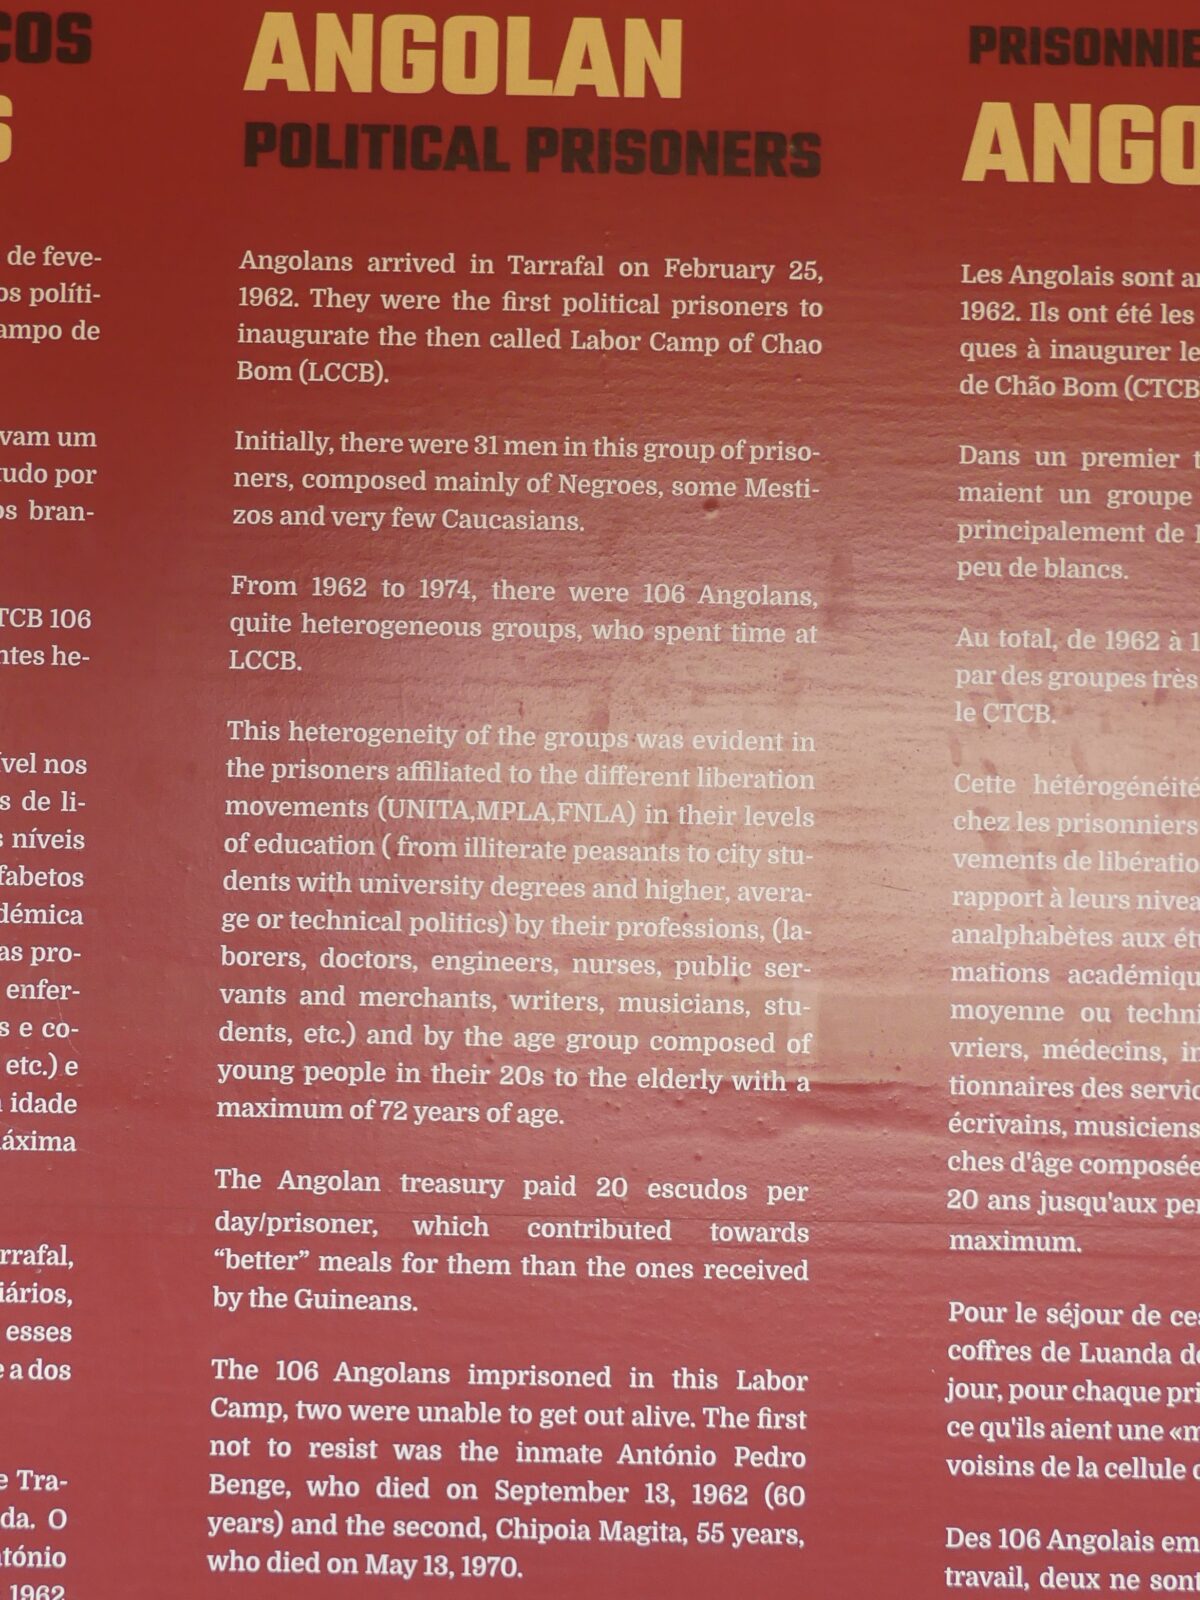 COS
S
de feve-
os políti-
ampo de
vam um
tudo por
os bran-
TCB 106
ntes he-
ível nos
s de li-
s níveis
fabetos
démica
as pro-
enfer-
s e co-
etc.) e
idade
áxima
rrafal,
iários,
esses
e a dos
e Tra-
da. O
tónio
1962
ANGOLAN
POLITICAL PRISONERS
Angolans arrived in Tarrafal on February 25,
1962. They were the first political prisoners to
inaugurate the then called Labor Camp of Chao
Bom (LCCB).
Initially, there were 31 men in this group of priso-
ners, composed mainly of Negroes, some Mesti-
zos and very few Caucasians.
From 1962 to 1974, there were 106 Angolans,
quite heterogeneous groups, who spent time at
LCCB.
This heterogeneity of the groups was evident in
the prisoners affiliated to the different liberation
movements (UNITA,MPLA,FNLA) in their levels
of education ( from illiterate peasants to city stu-
dents with university degrees and higher, avera-
ge or technical politics) by their professions, (la-
borers, doctors, engineers, nurses, public ser-
vants and merchants, writers, musicians, stu-
dents, etc.) and by the age group composed of
young people in their 20s to the elderly with a
maximum of 72 years of age.
The Angolan treasury paid 20 escudos per
day/prisoner, which contributed towards
“better” meals for them than the ones received
by the Guineans.
The 106 Angolans imprisoned in this Labor
Camp, two were unable to get out alive. The first
not to resist was the inmate António Pedro
Benge, who died on September 13, 1962 (60
years) and the second, Chipoia Magita, 55 years,
who died on May 13, 1970.
PRISONNIE
ANGO
Les Angolais sont ar
1962. Ils ont été les
ques à inaugurer le
de Chão Bom (CTCB
Dans un premier t
maient un groupe
principalement de
peu de blancs.
Au total, de 1962 à 1
par des groupes très
le CTCB.
Cette hétérogénéité
chez les prisonniers
vements de libératio
rapport à leurs nivea
analphabètes aux ét
mations académiqu
moyenne ou techni
vriers, médecins, in
tionnaires des servic
écrivains, musiciens
ches d'âge composée
20 ans jusqu'aux per
maximum.
Pour le séjour de ces
coffres de Luanda de
jour, pour chaque pri
ce qu'ils aient une «m
voisins de la cellule
Des 106 Angolais em
travail, deux ne sont